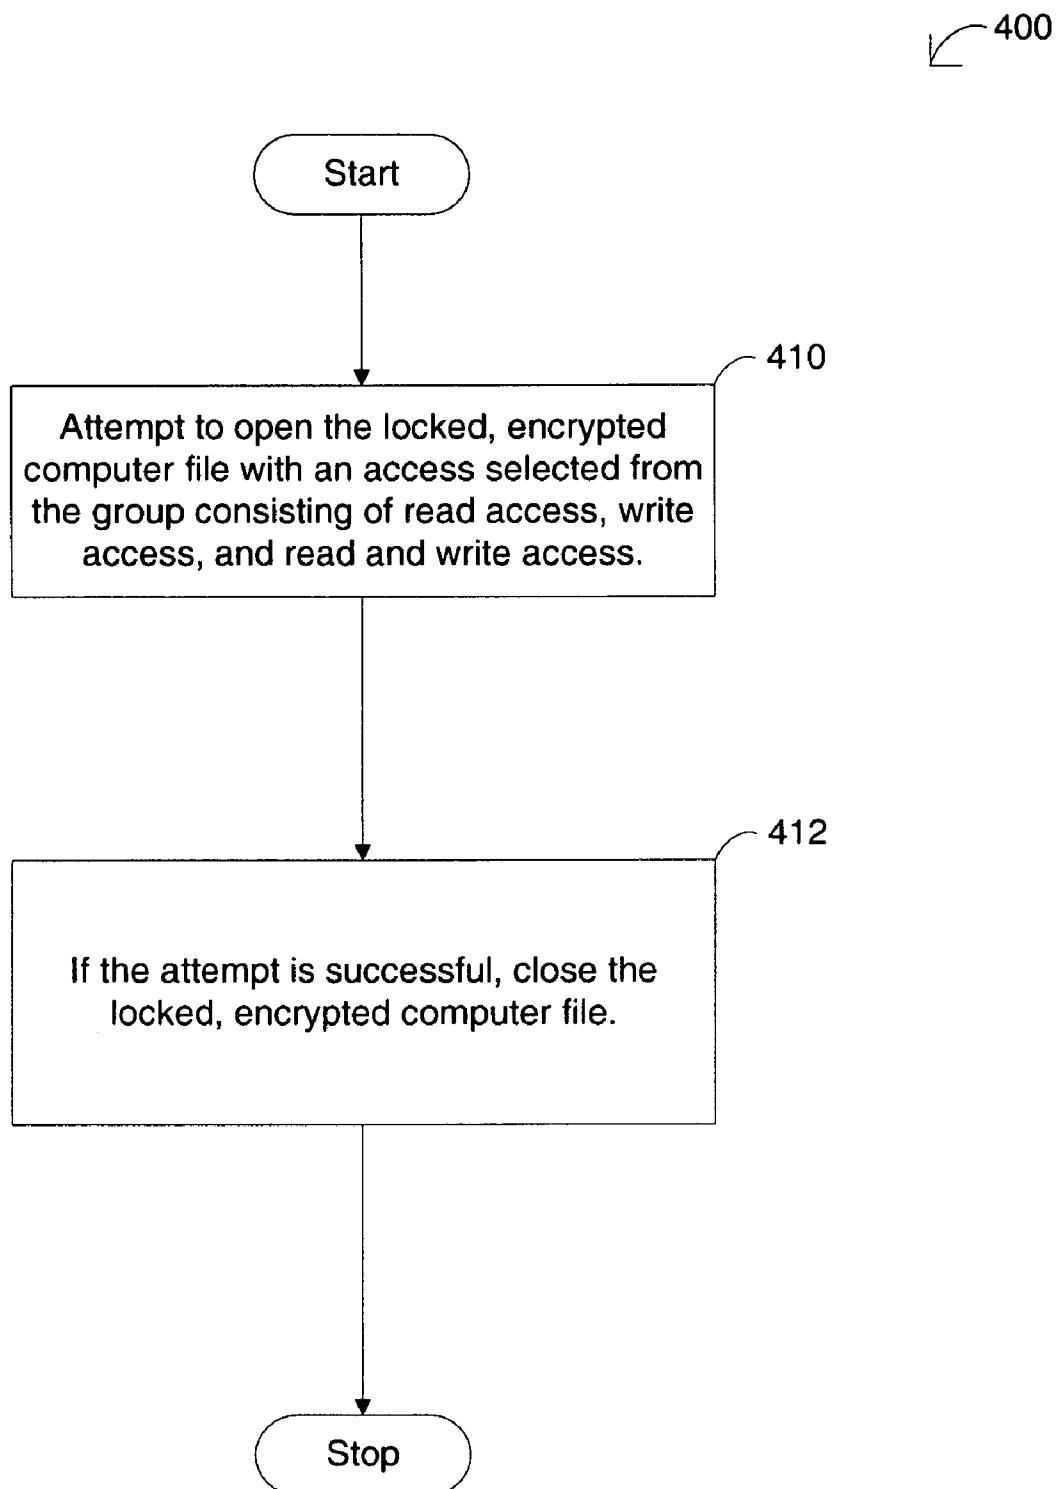 400
Start
410
Attempt to open the locked, encrypted
computer file with an access selected from
the group consisting of read access, write
access, and read and write access.
412
If the attempt is successful, close the
locked, encrypted computer file.
Stop